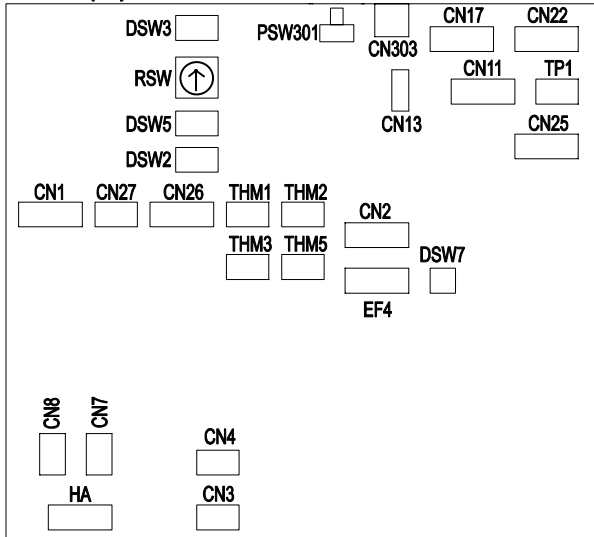 DSW3
PSW301
CN303
CN17
CN22
RSW
CN11
TP1
CN13
DSW5
CN25
DSW2
CN1
CN27
CN26
THM1
THM2
CN2
THM3
THM5
DSW7
EF4
CN8
CN7
CN4
HA
CN3